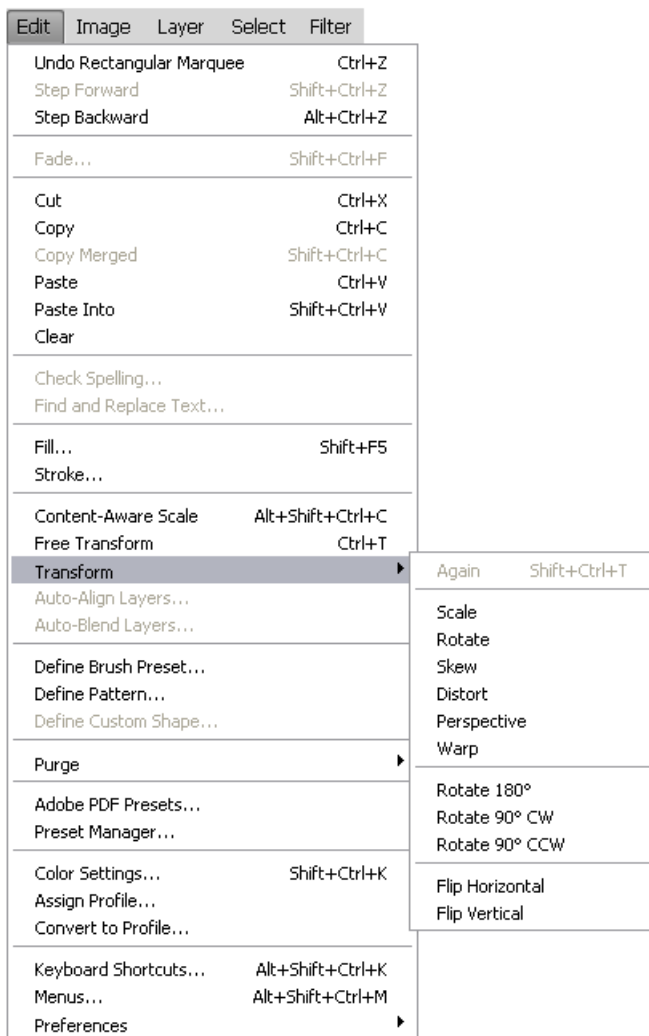 Edit Image Layer Select Filter
Undo Rectangular Marquee Ctrl+Z
Step Forward Shift+Ctrl+Z
Step Backward Alt+Ctrl+Z
Fade... Shift+Ctrl+F
Cut Ctrl+X
Copy Ctrl+C
Copy Merged Shift+Ctrl+C
Paste Ctrl+V
Paste Into Shift+Ctrl+V
Clear
Check Spelling...
Find and Replace Text...
Fill... Shift+F5
Stroke...
Content-Aware Scale Alt+Shift+Ctrl+C
Free Transform Ctrl+T
Transform
Auto-Align Layers...
Auto-Blend Layers...
Define Brush Preset...
Define Pattern...
Define Custom Shape...
Purge
Adobe PDF Presets...
Preset Manager...
Color Settings... Shift+Ctrl+K
Assign Profile...
Convert to Profile...
Keyboard Shortcuts... Alt+Shift+Ctrl+K
Menus... Alt+Shift+Ctrl+M
Preferences
Again Shift+Ctrl+T
Scale
Rotate
Skew
Distort
Perspective
Warp
Rotate 180°
Rotate 90° CW
Rotate 90° CCW
Flip Horizontal
Flip Vertical